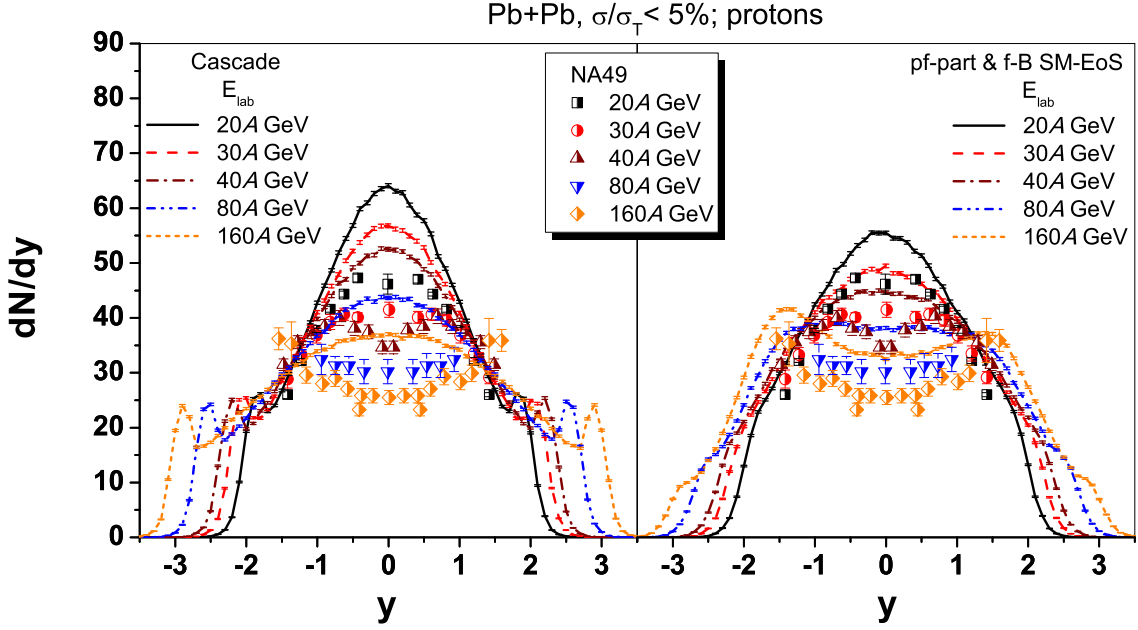 Pb+Pb, σ/σ_T< 5%; protons
90
80
70
60
50
40
30
20
10
0
dN/dy
Cascade
E_lab
20A GeV
30A GeV
40A GeV
80A GeV
160A GeV
NA49
20A GeV
30A GeV
40A GeV
80A GeV
160A GeV
pf-part & f-B SM-EoS
E_lab
20A GeV
30A GeV
40A GeV
80A GeV
160A GeV
-3 -2 -1 0 1 2 3
-3 -2 -1 0 1 2 3
y
y